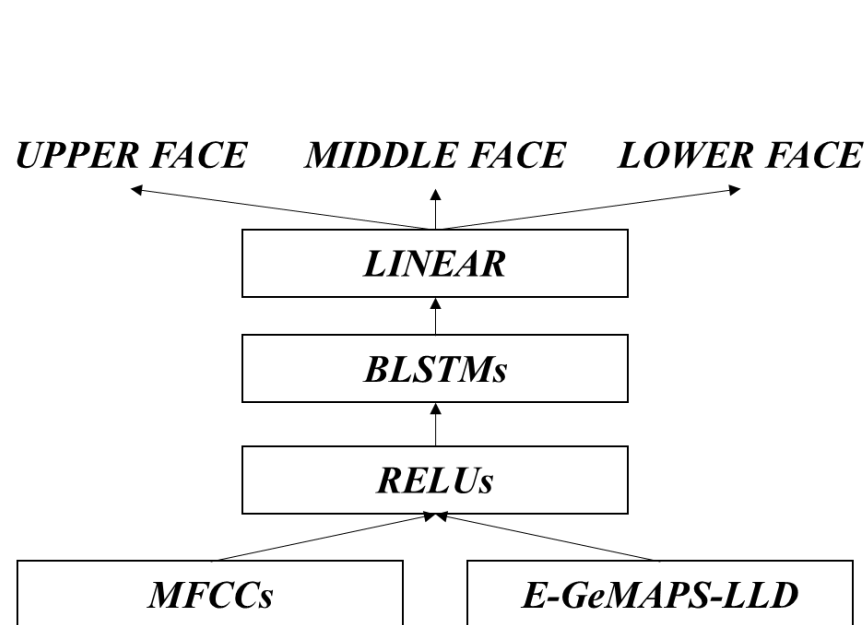 UPPER FACE MIDDLE FACE LOWER FACE
LINEAR
BLSTMs
RELUs
MFCCs E-GeMAPS-LLD